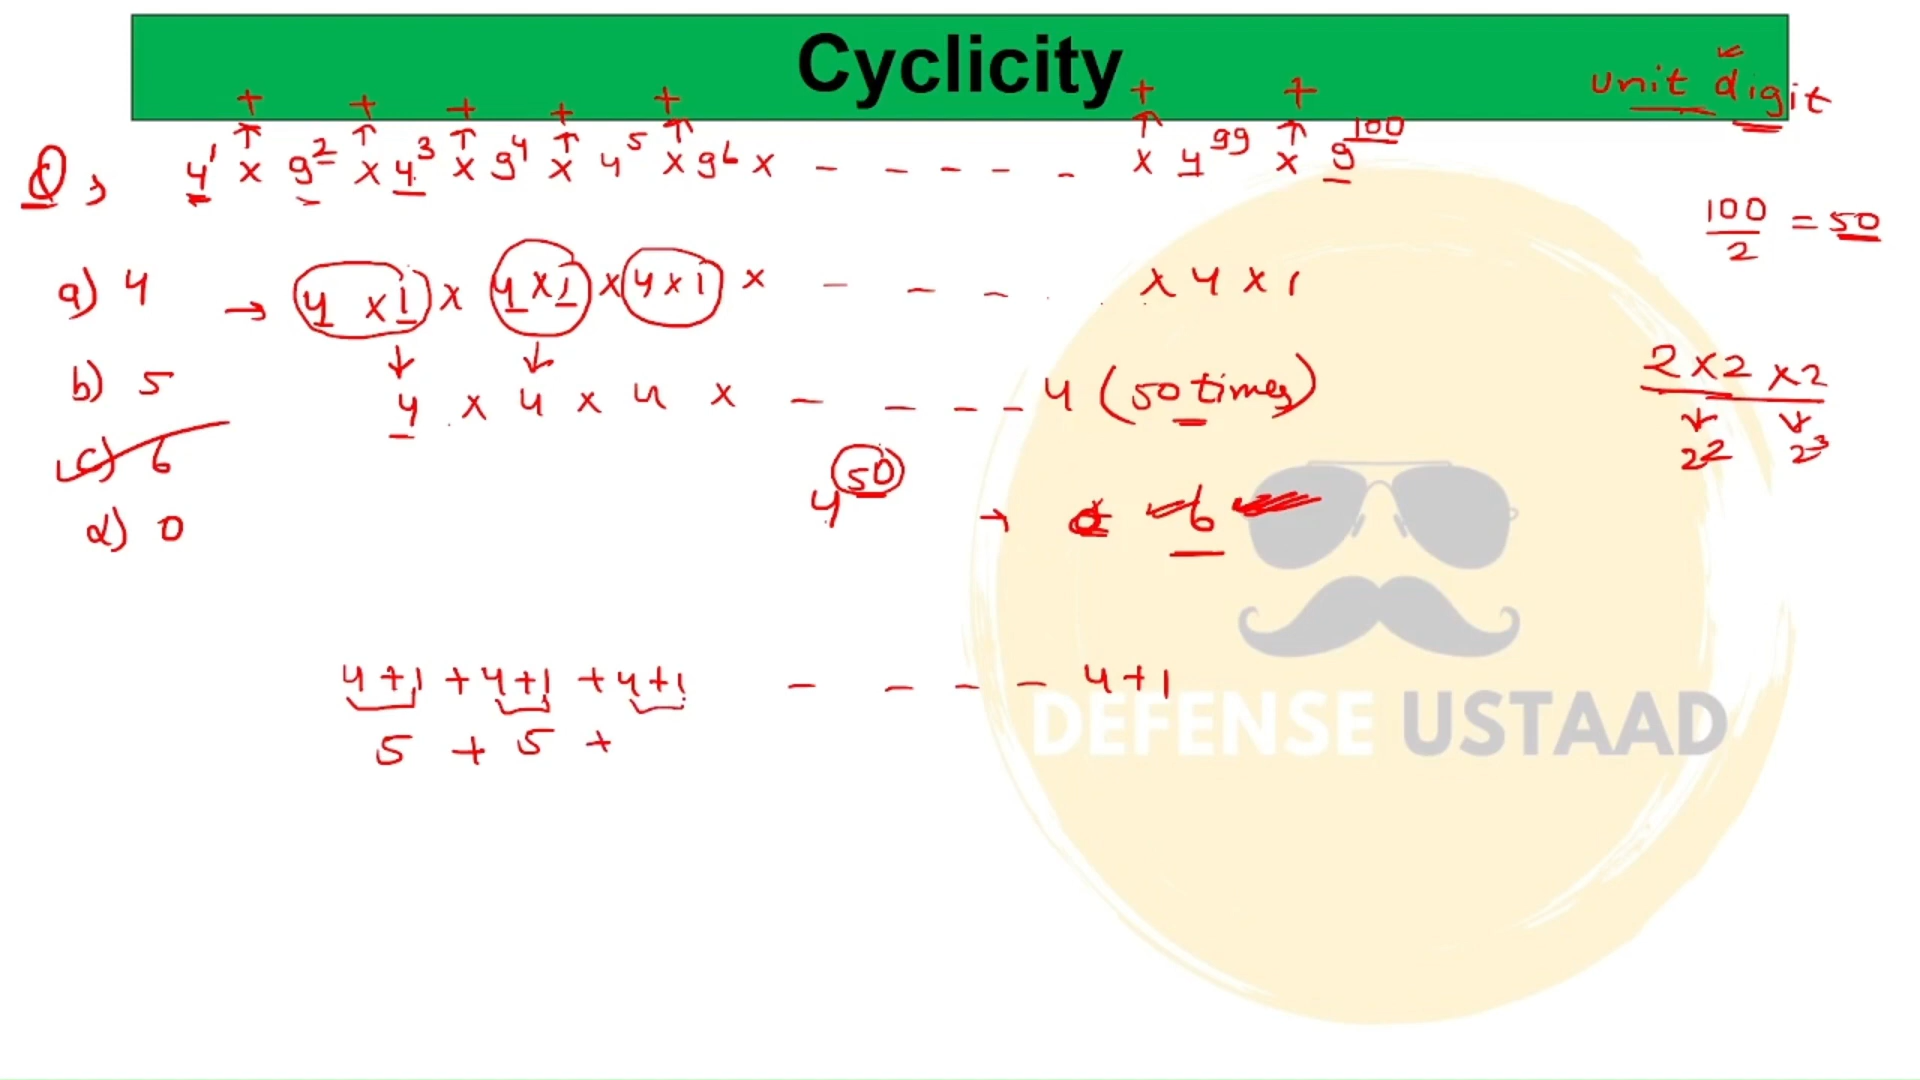 Cyclicity
unit digit
+ + + + + + +
Q, 4¹ x 9² x 4³ x 9⁴ x 4⁵ x 9⁶ x - - - - - x 4⁹⁹ x 9¹⁰⁰
100/2 = 50
a) 4 → 4 x 1 x 4 x 1 x 4 x 1 x - - - x 4 x 1
b) 5 4 x 4 x 4 x - - - - 4 (50 times)
2 x 2 x 2
2² 2³
c) 6
4⁵⁰ → 6
d) 0
4+1 + 4+1 + 4+1 - - - - 4+1
5 + 5 +
DEFENSE USTAAD